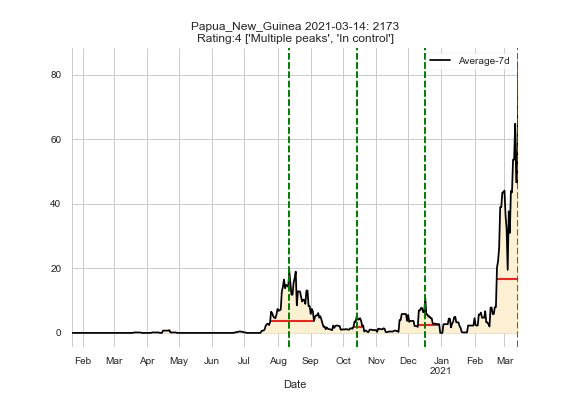 Papua_New_Guinea 2021-03-14: 2173
Rating:4 ['Multiple peaks', 'In control']
Average-7d
80
60
40
20
0
Feb Mar Apr May Jun Jul Aug Sep Oct Nov Dec Jan Feb Mar
2021
Date